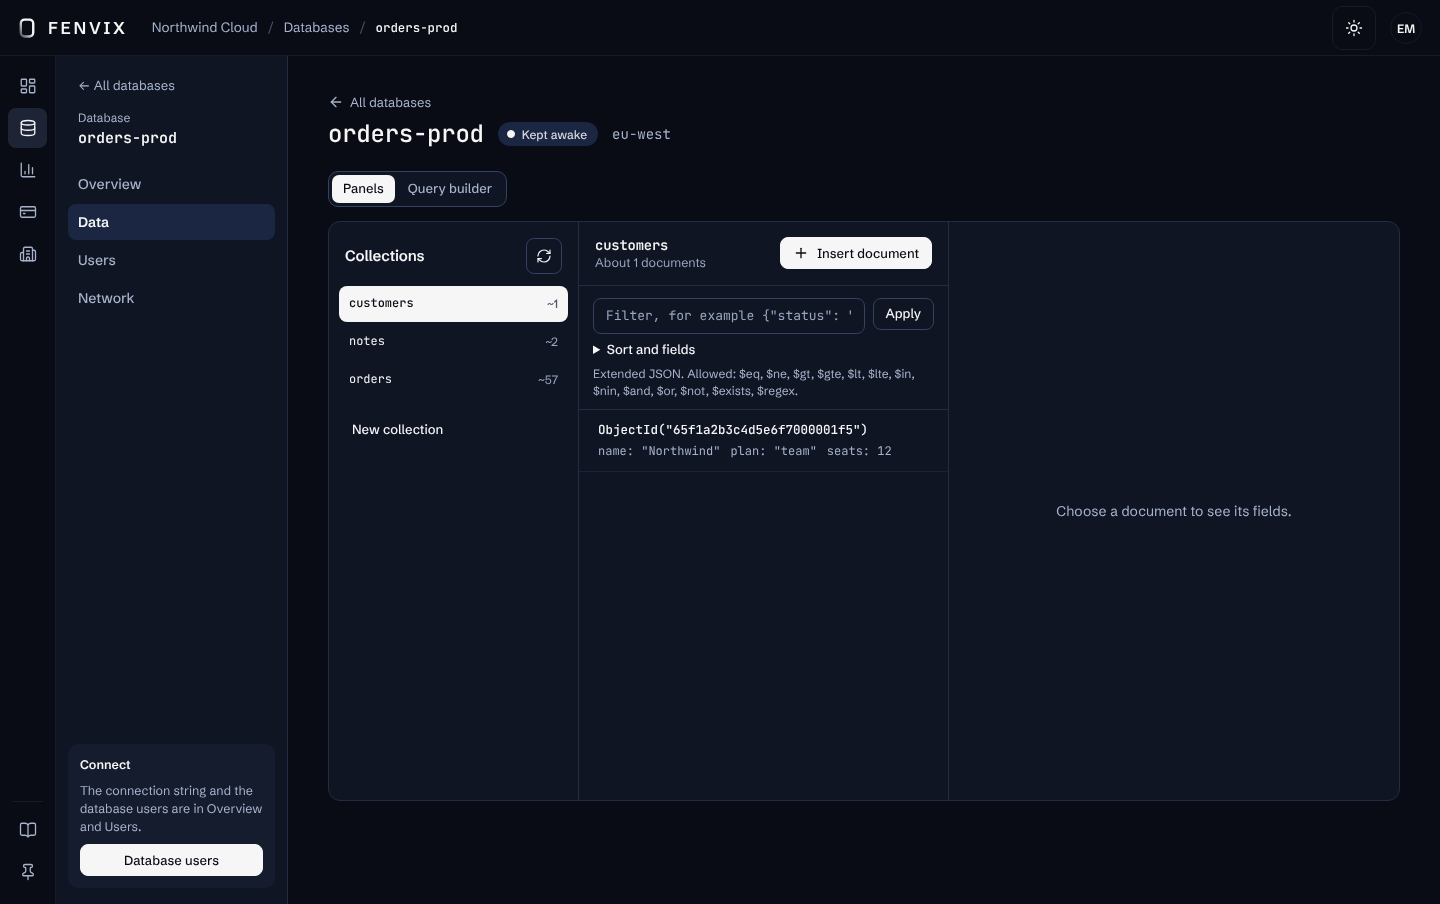 FENVIX
Northwind Cloud / Databases / orders-prod
EM
← All databases
Database
orders-prod
Overview
Data
Users
Network
Connect
The connection string and the
database users are in Overview
and Users.
Database users
← All databases
orders-prod
Kept awake
eu-west
Panels
Query builder
Collections
customers ~1
notes ~2
orders ~57
New collection
customers
About 1 documents
+ Insert document
Filter, for example {"status": '
Apply
Sort and fields
Extended JSON. Allowed: $eq, $ne, $gt, $gte, $lt, $lte, $in,
$nin, $and, $or, $not, $exists, $regex.
ObjectId("65f1a2b3c4d5e6f7000001f5")
name: "Northwind" plan: "team" seats: 12
Choose a document to see its fields.